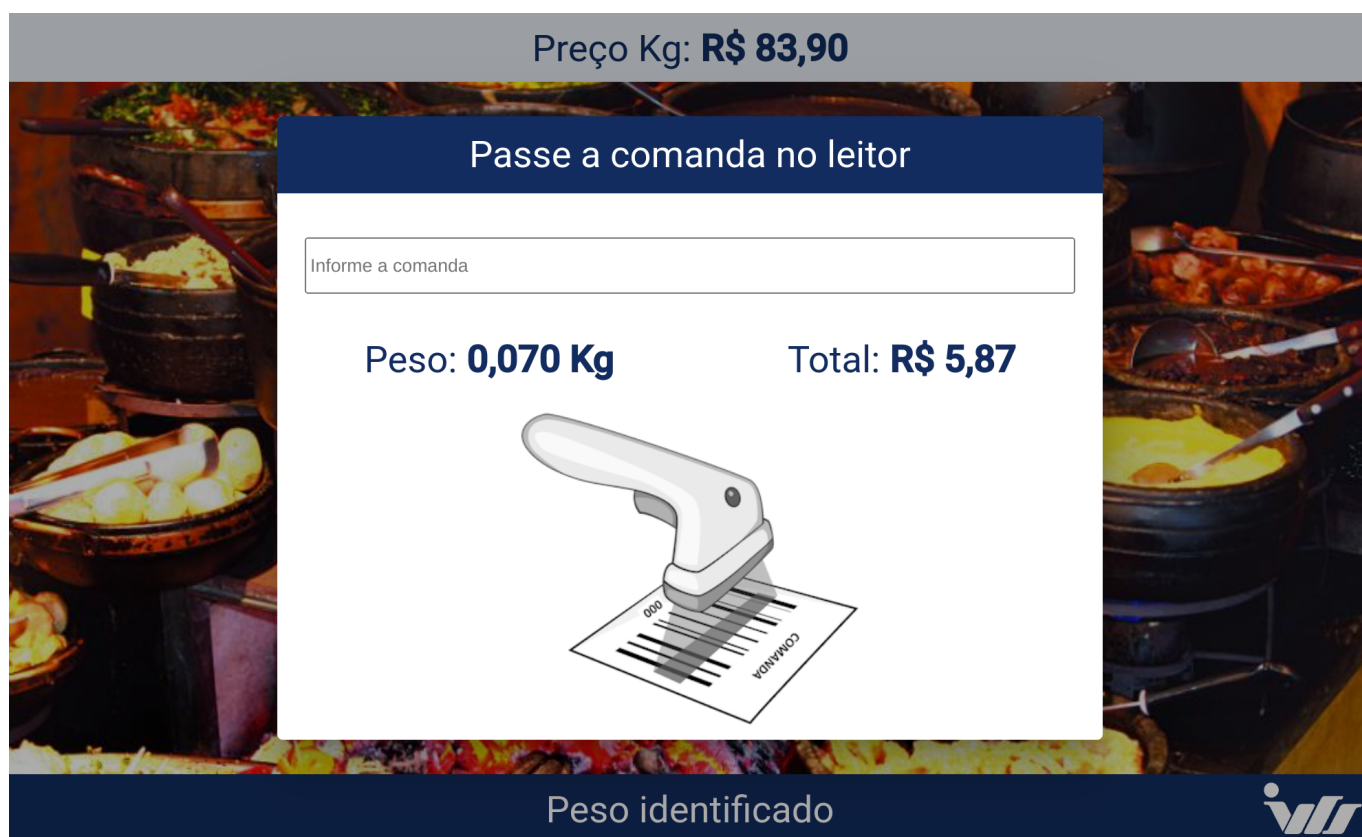 Preço Kg: R$ 83,90
Passe a comanda no leitor
Informe a comanda
Peso: 0,070 Kg
Total: R$ 5,87
000
COMANDA
Peso identificado
iws